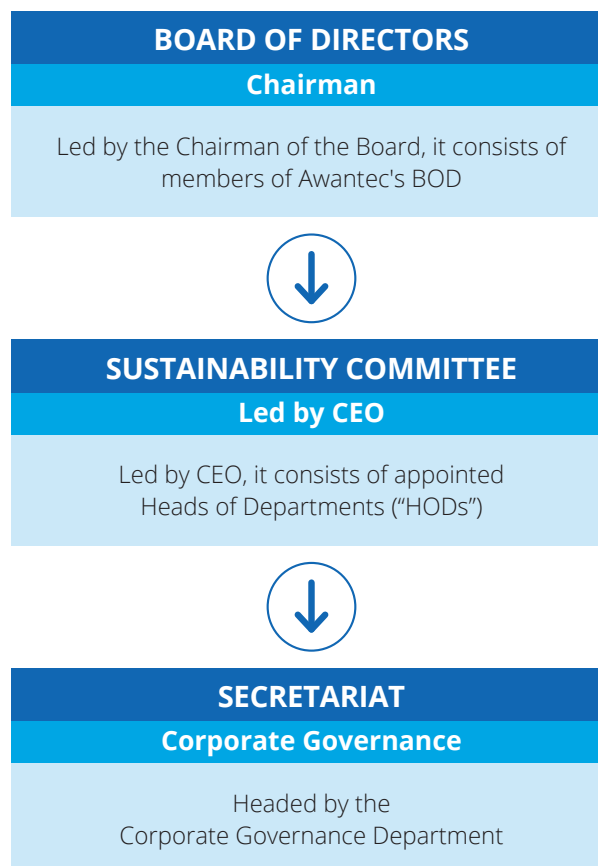 BOARD OF DIRECTORS
Chairman
Led by the Chairman of the Board, it consists of
members of Awantec's BOD
SUSTAINABILITY COMMITTEE
Led by CEO
Led by CEO, it consists of appointed
Heads of Departments (“HODs”)
SECRETARIAT
Corporate Governance
Headed by the
Corporate Governance Department